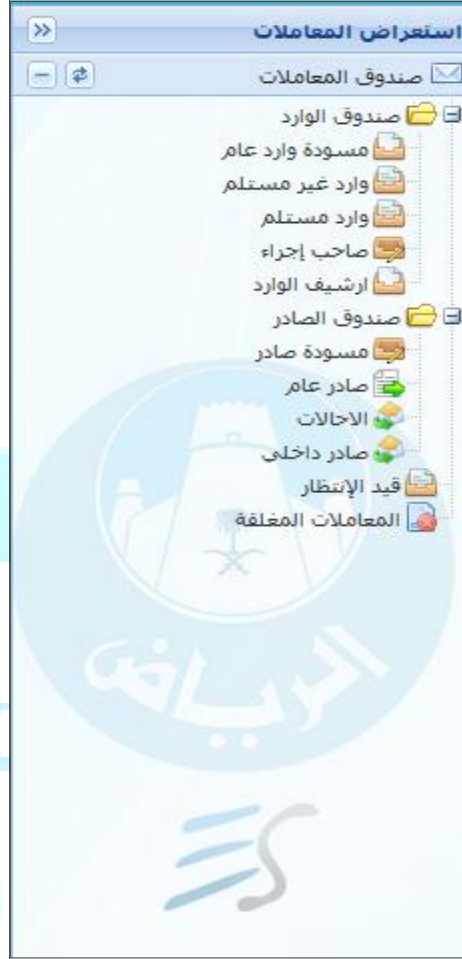 استعراض المعاملات
صندوق المعاملات
صندوق الوارد
مسودة وارد عام
وارد غير مستلم
وارد مستلم
صاحب إجراء
ارشيف الوارد
صندوق الصادر
مسودة صادر
صادر عام
الاحالات
صادر داخلي
قيد الإنتظار
المعاملات المغلقة
الرياض
ES